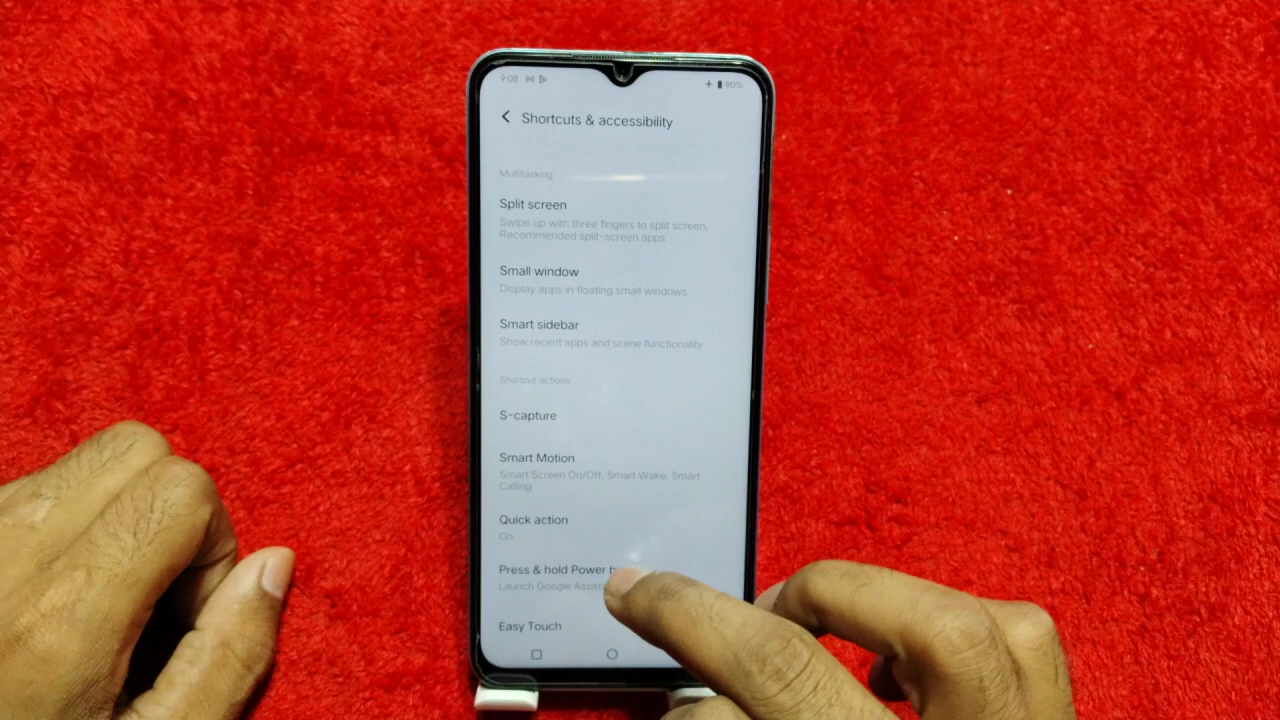 9:05
90%
Shortcuts & accessibility
Multitasking
Split screen
Swipe up with three fingers to split screen,
Recommended split-screen apps
Small window
Display apps in floating small windows
Smart sidebar
Show recent apps and scene functionality
Shortcut actions
S-capture
Smart Motion
Smart Screen On/Off, Smart Wake, Smart
Calling
Quick action
On
Press & hold Power
Launch Google
Easy Touch